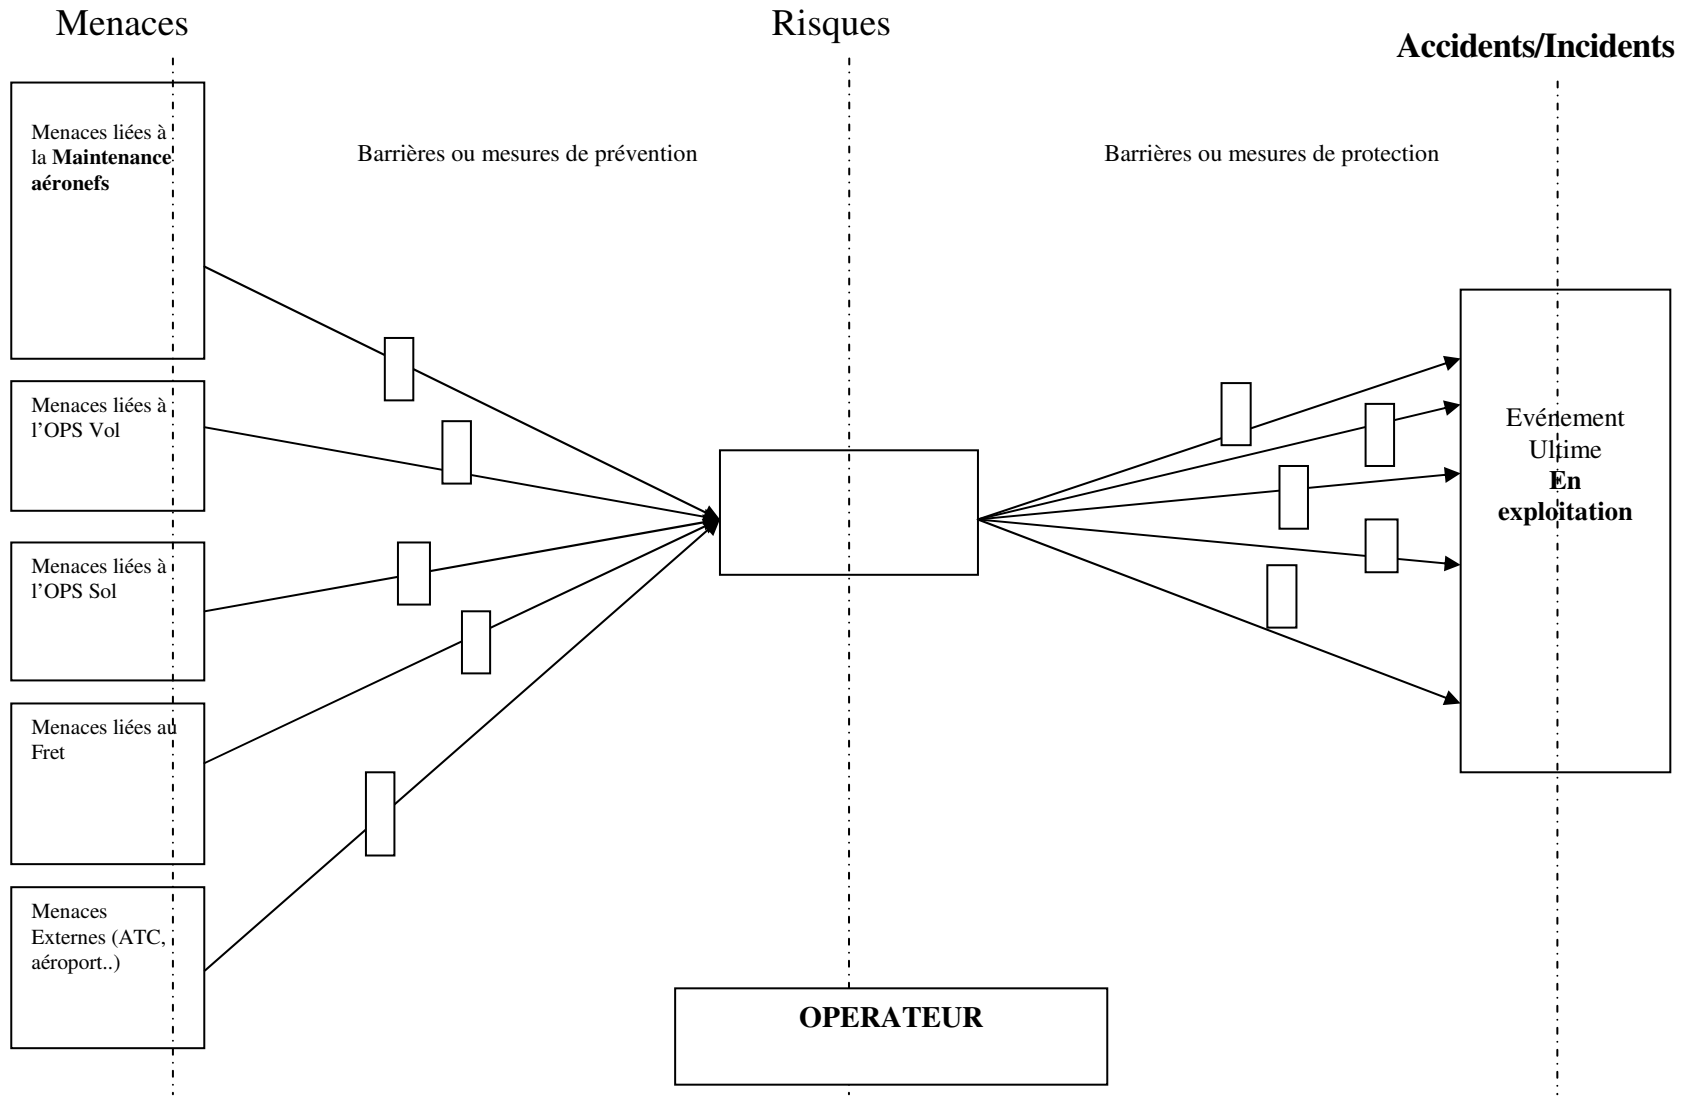 Menaces
Risques
Accidents/Incidents
Menaces liées à
la Maintenance
aéronefs
Barrières ou mesures de prévention
Barrières ou mesures de protection
Menaces liées à
l’OPS Vol
Evénement
Ultime
En
exploitation
Menaces liées à
l’OPS Sol
Menaces liées au
Fret
Menaces
Externes (ATC,
aéroport..)
OPERATEUR